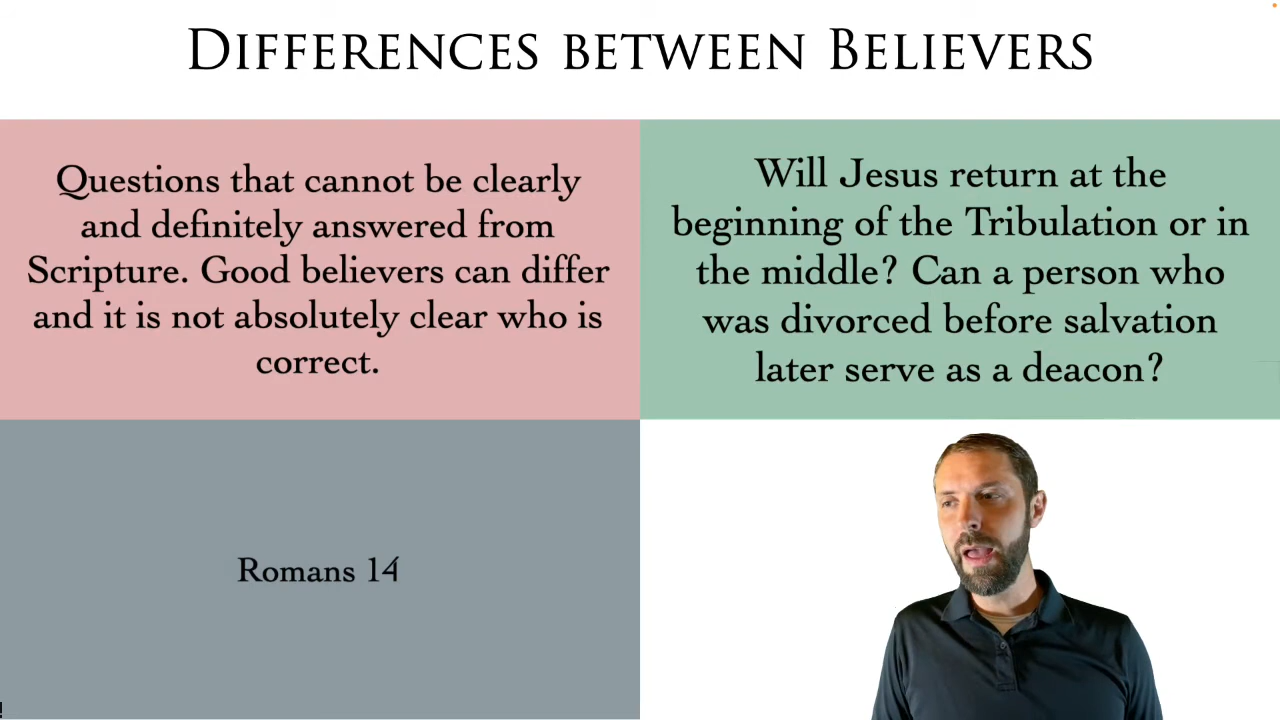 Differences between Believers
Questions that cannot be clearly
and definitely answered from
Scripture. Good believers can differ
and it is not absolutely clear who is
correct.
Will Jesus return at the
beginning of the Tribulation or in
the middle? Can a person who
was divorced before salvation
later serve as a deacon?
Romans 14